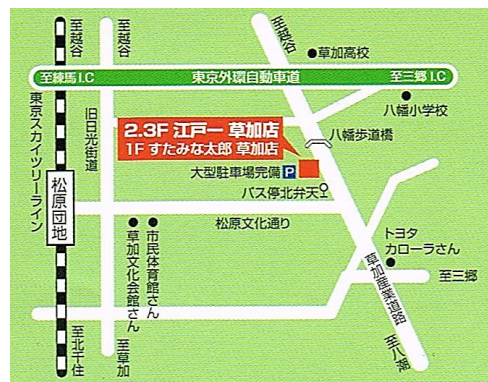 至越谷
至越谷
至越谷
草加高校
至練馬I.C
東京外環自動車道
至三郷I.C
東京スカイツリーライン
旧日光街道
八幡小学校
2.3F 江戸一 草加店
1F すたみな太郎 草加店
八幡歩道橋
大型駐車場完備 P
バス停北弁天
松原団地
松原文化通り
市民体育館さん
草加文化会館さん
トヨタ
カローラさん
草加産業道路
至三郷
至北千住
至草加
至八潮